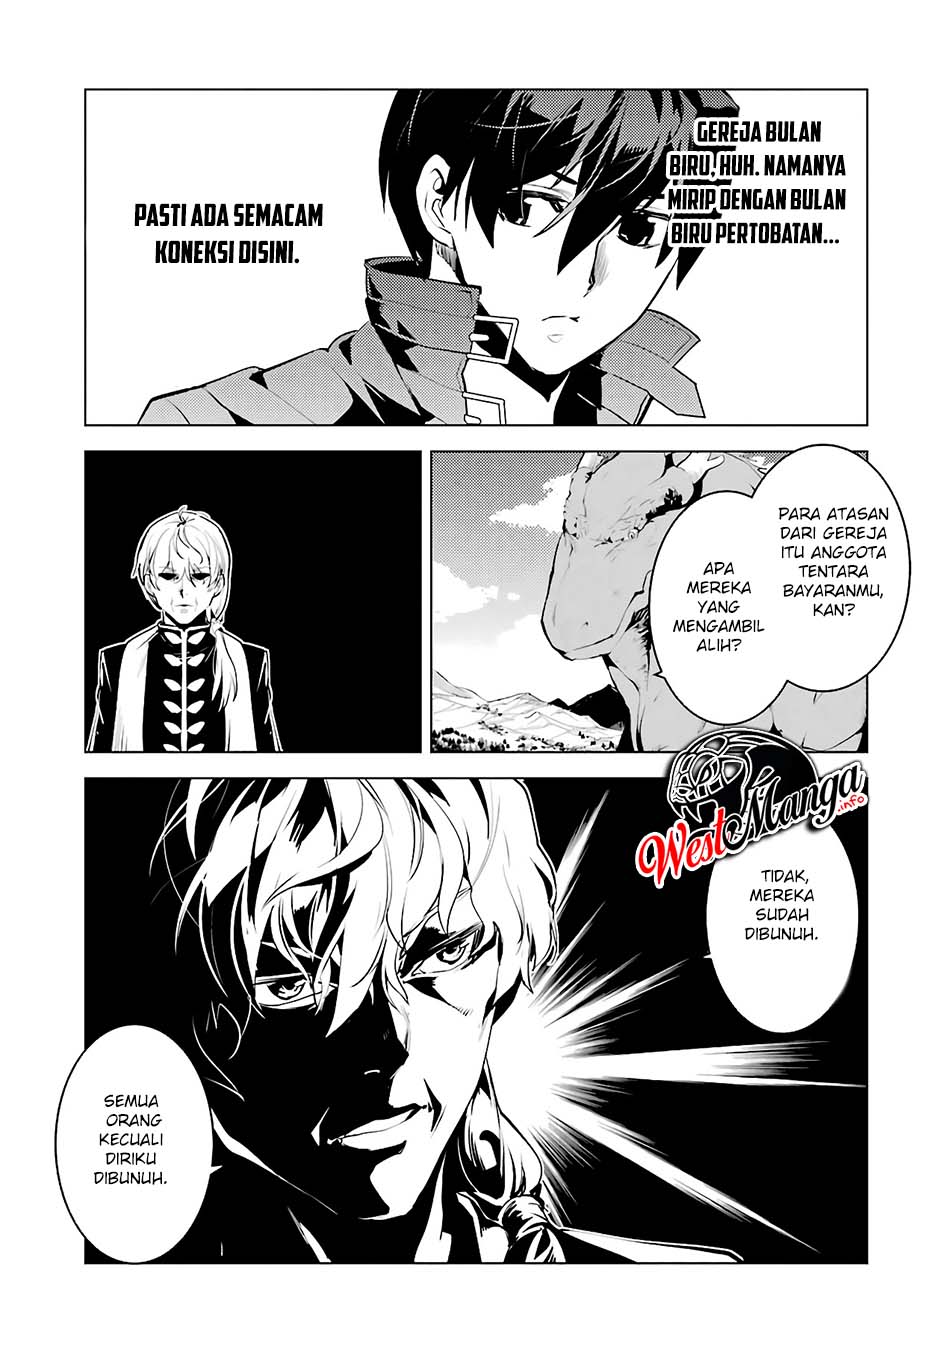 GEREJA BULAN
BIRU, HUH. NAMANYA
MIRIP DENGAN BULAN
BIRU PERTOBATAN...
PASTI ADA SEMACAM
KONEKSI DISINI.
PARA ATASAN
DARI GEREJA
ITU ANGGOTA
TENTARA
BAYARANMU,
KAN?
APA
MEREKA
YANG
MENGAMBIL
ALIH?
WestManga
.info
TIDAK,
MEREKA
SUDAH
DIBUNUH.
SEMUA
ORANG
KECUALI
DIRIKU
DIBUNUH.